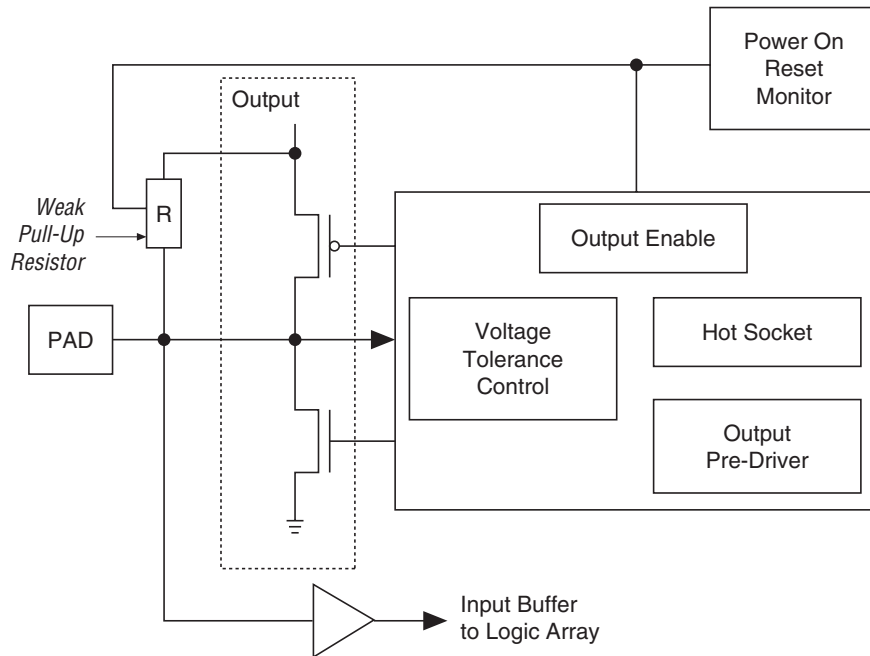 Power On
Reset
Monitor
Output
Weak
Pull-Up
Resistor
R
Output Enable
PAD
Voltage
Tolerance
Control
Hot Socket
Output
Pre-Driver
Input Buffer
to Logic Array